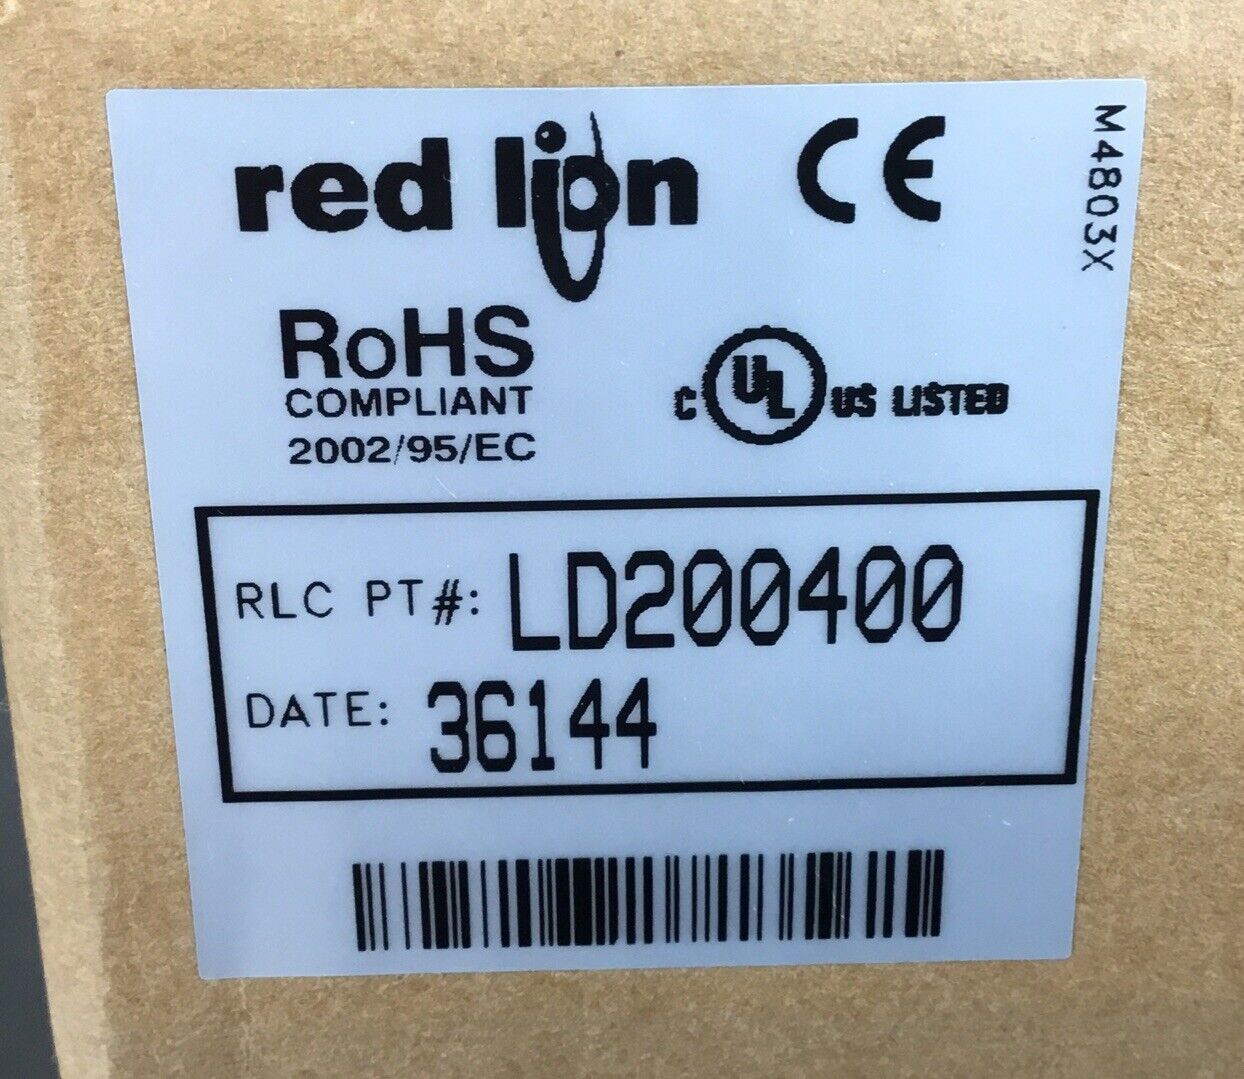 red lion CE
M4803X
RoHS
COMPLIANT
2002/95/EC
C UL US LISTED
RLC PT#: LD200400
DATE: 36144